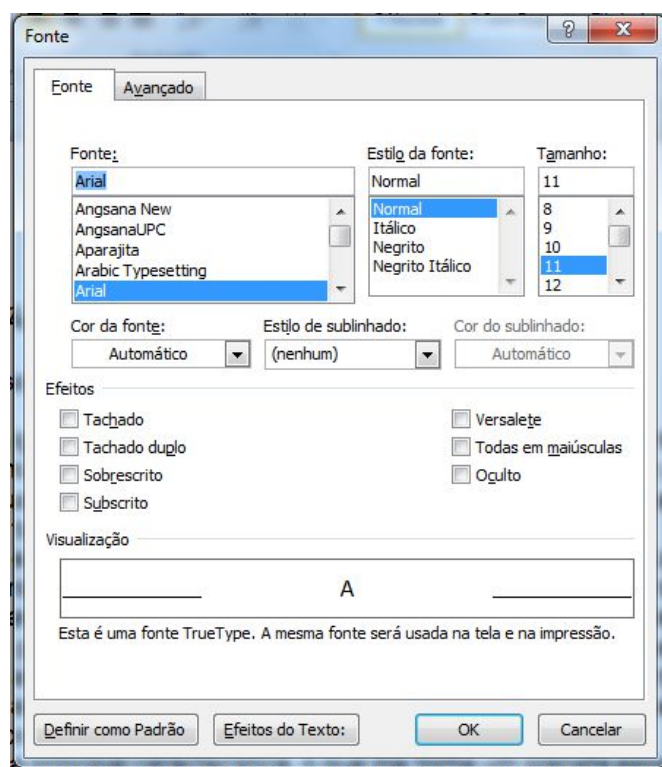 Fonte
Fonte Avançado
Fonte: Estilo da fonte: Tamanho:
Arial Normal 11
Angsana New Normal 8
AngsanaUPC Itálico 9
Aparajita Negrito 10
Arabic Typesetting Negrito Itálico 11
Arial 12
Cor da fonte: Estilo de sublinhado: Cor do sublinhado:
Automático (nenhum) Automático
Efeitos
Tachado Versalete
Tachado duplo Todas em maiúsculas
Sobrescrito Oculto
Subscrito
Visualização
A
Esta é uma fonte TrueType. A mesma fonte será usada na tela e na impressão.
Definir como Padrão Efeitos do Texto: OK Cancelar